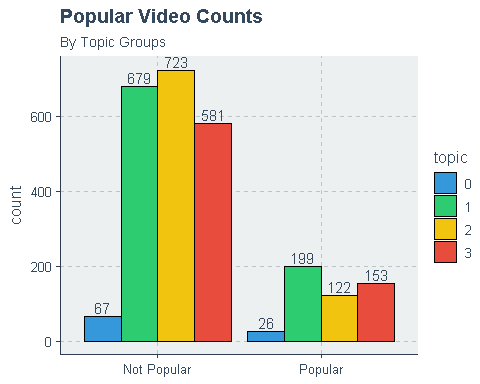 Popular Video Counts
By Topic Groups
723
679
581
600
topic
0
400
count
1
2
3
199
200
153
122
67
26
0
Not Popular
Popular